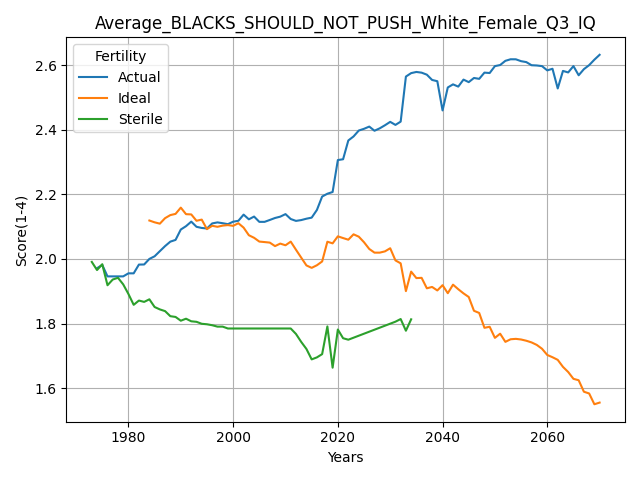 Average_BLACKS_SHOULD_NOT_PUSH_White_Female_Q3_IQ
Fertility
Actual
Ideal
Sterile
Score(1-4)
2.6
2.4
2.2
2.0
1.8
1.6
1980 2000 2020 2040 2060
Years